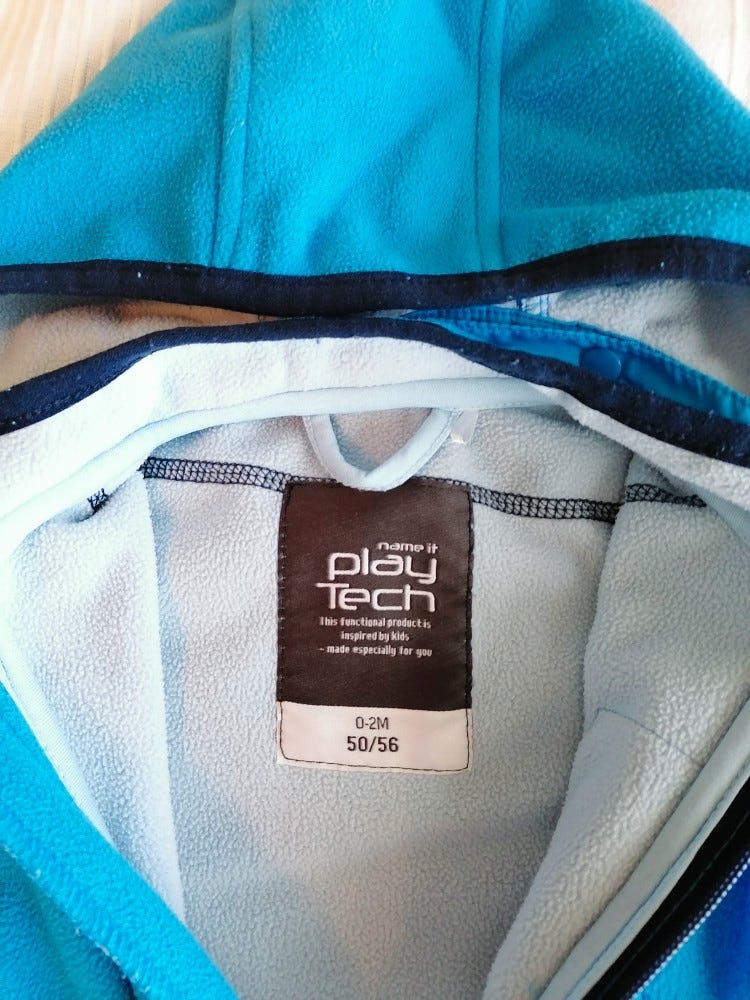 name it
play
Tech
This functional product is
inspired by kids
- made especially for you
0-2M
50/56